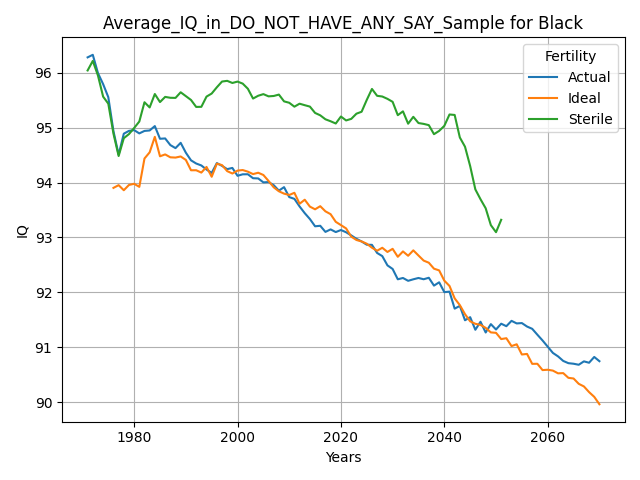 Average_IQ_in_DO_NOT_HAVE_ANY_SAY_Sample for Black
Fertility
Actual
Ideal
Sterile
IQ
96
95
94
93
92
91
90
1980
2000
2020
2040
2060
Years